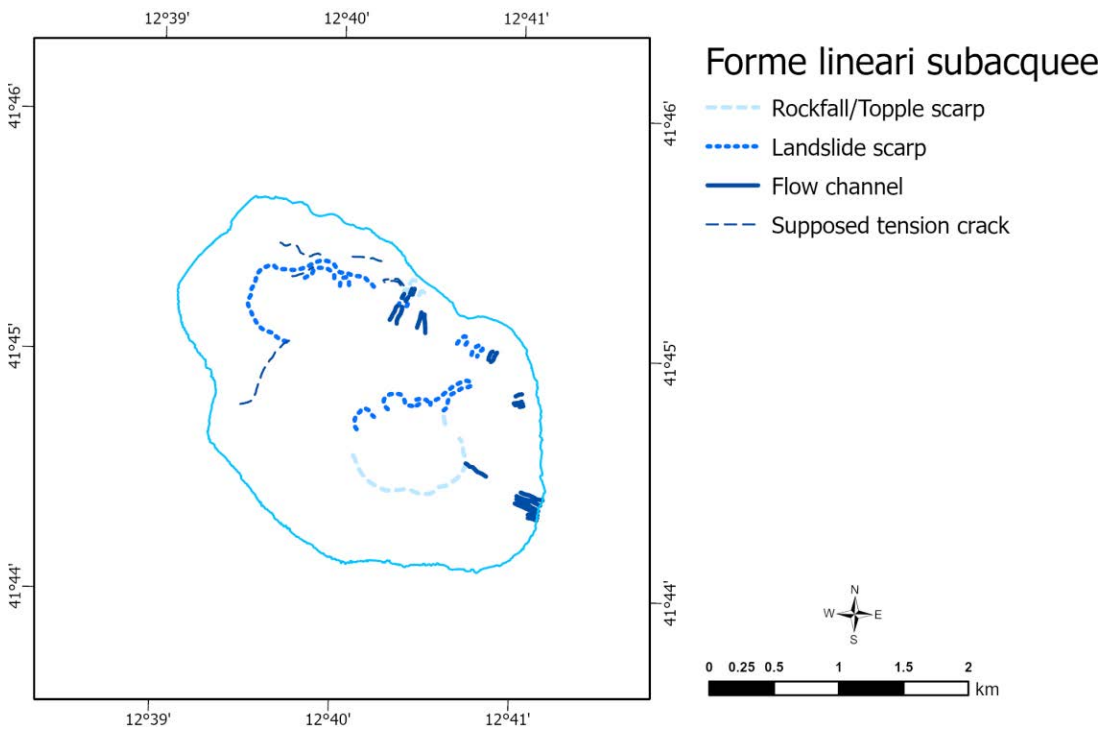 12°39' 12°40' 12°41'
41°46' 41°46'
41°45' 41°45'
41°44' 41°44'
12°39' 12°40' 12°41'
Forme lineari subacquee
Rockfall/Topple scarp
Landslide scarp
Flow channel
Supposed tension crack
N
W E
S
0 0.25 0.5 1 1.5 2
km